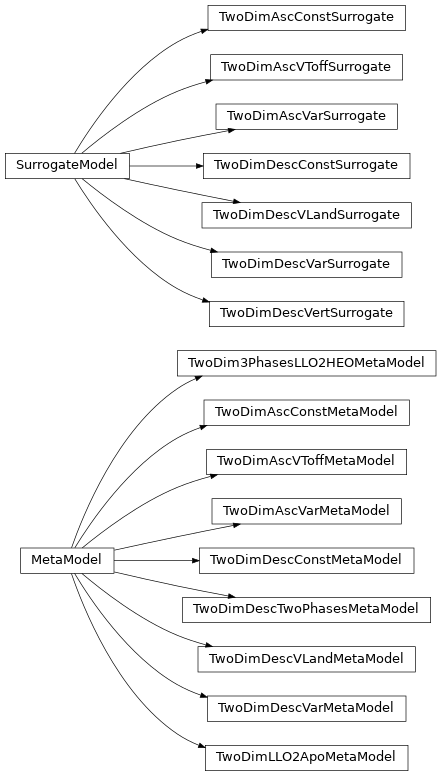 TwoDimAscConstSurrogate
TwoDimAscVToffSurrogate
TwoDimAscVarSurrogate
SurrogateModel
TwoDimDescConstSurrogate
TwoDimDescVLandSurrogate
TwoDimDescVarSurrogate
TwoDimDescVertSurrogate
TwoDim3PhasesLLO2HEOMetaModel
TwoDimAscConstMetaModel
TwoDimAscVToffMetaModel
TwoDimAscVarMetaModel
MetaModel
TwoDimDescConstMetaModel
TwoDimDescTwoPhasesMetaModel
TwoDimDescVLandMetaModel
TwoDimDescVarMetaModel
TwoDimLLO2ApoMetaModel